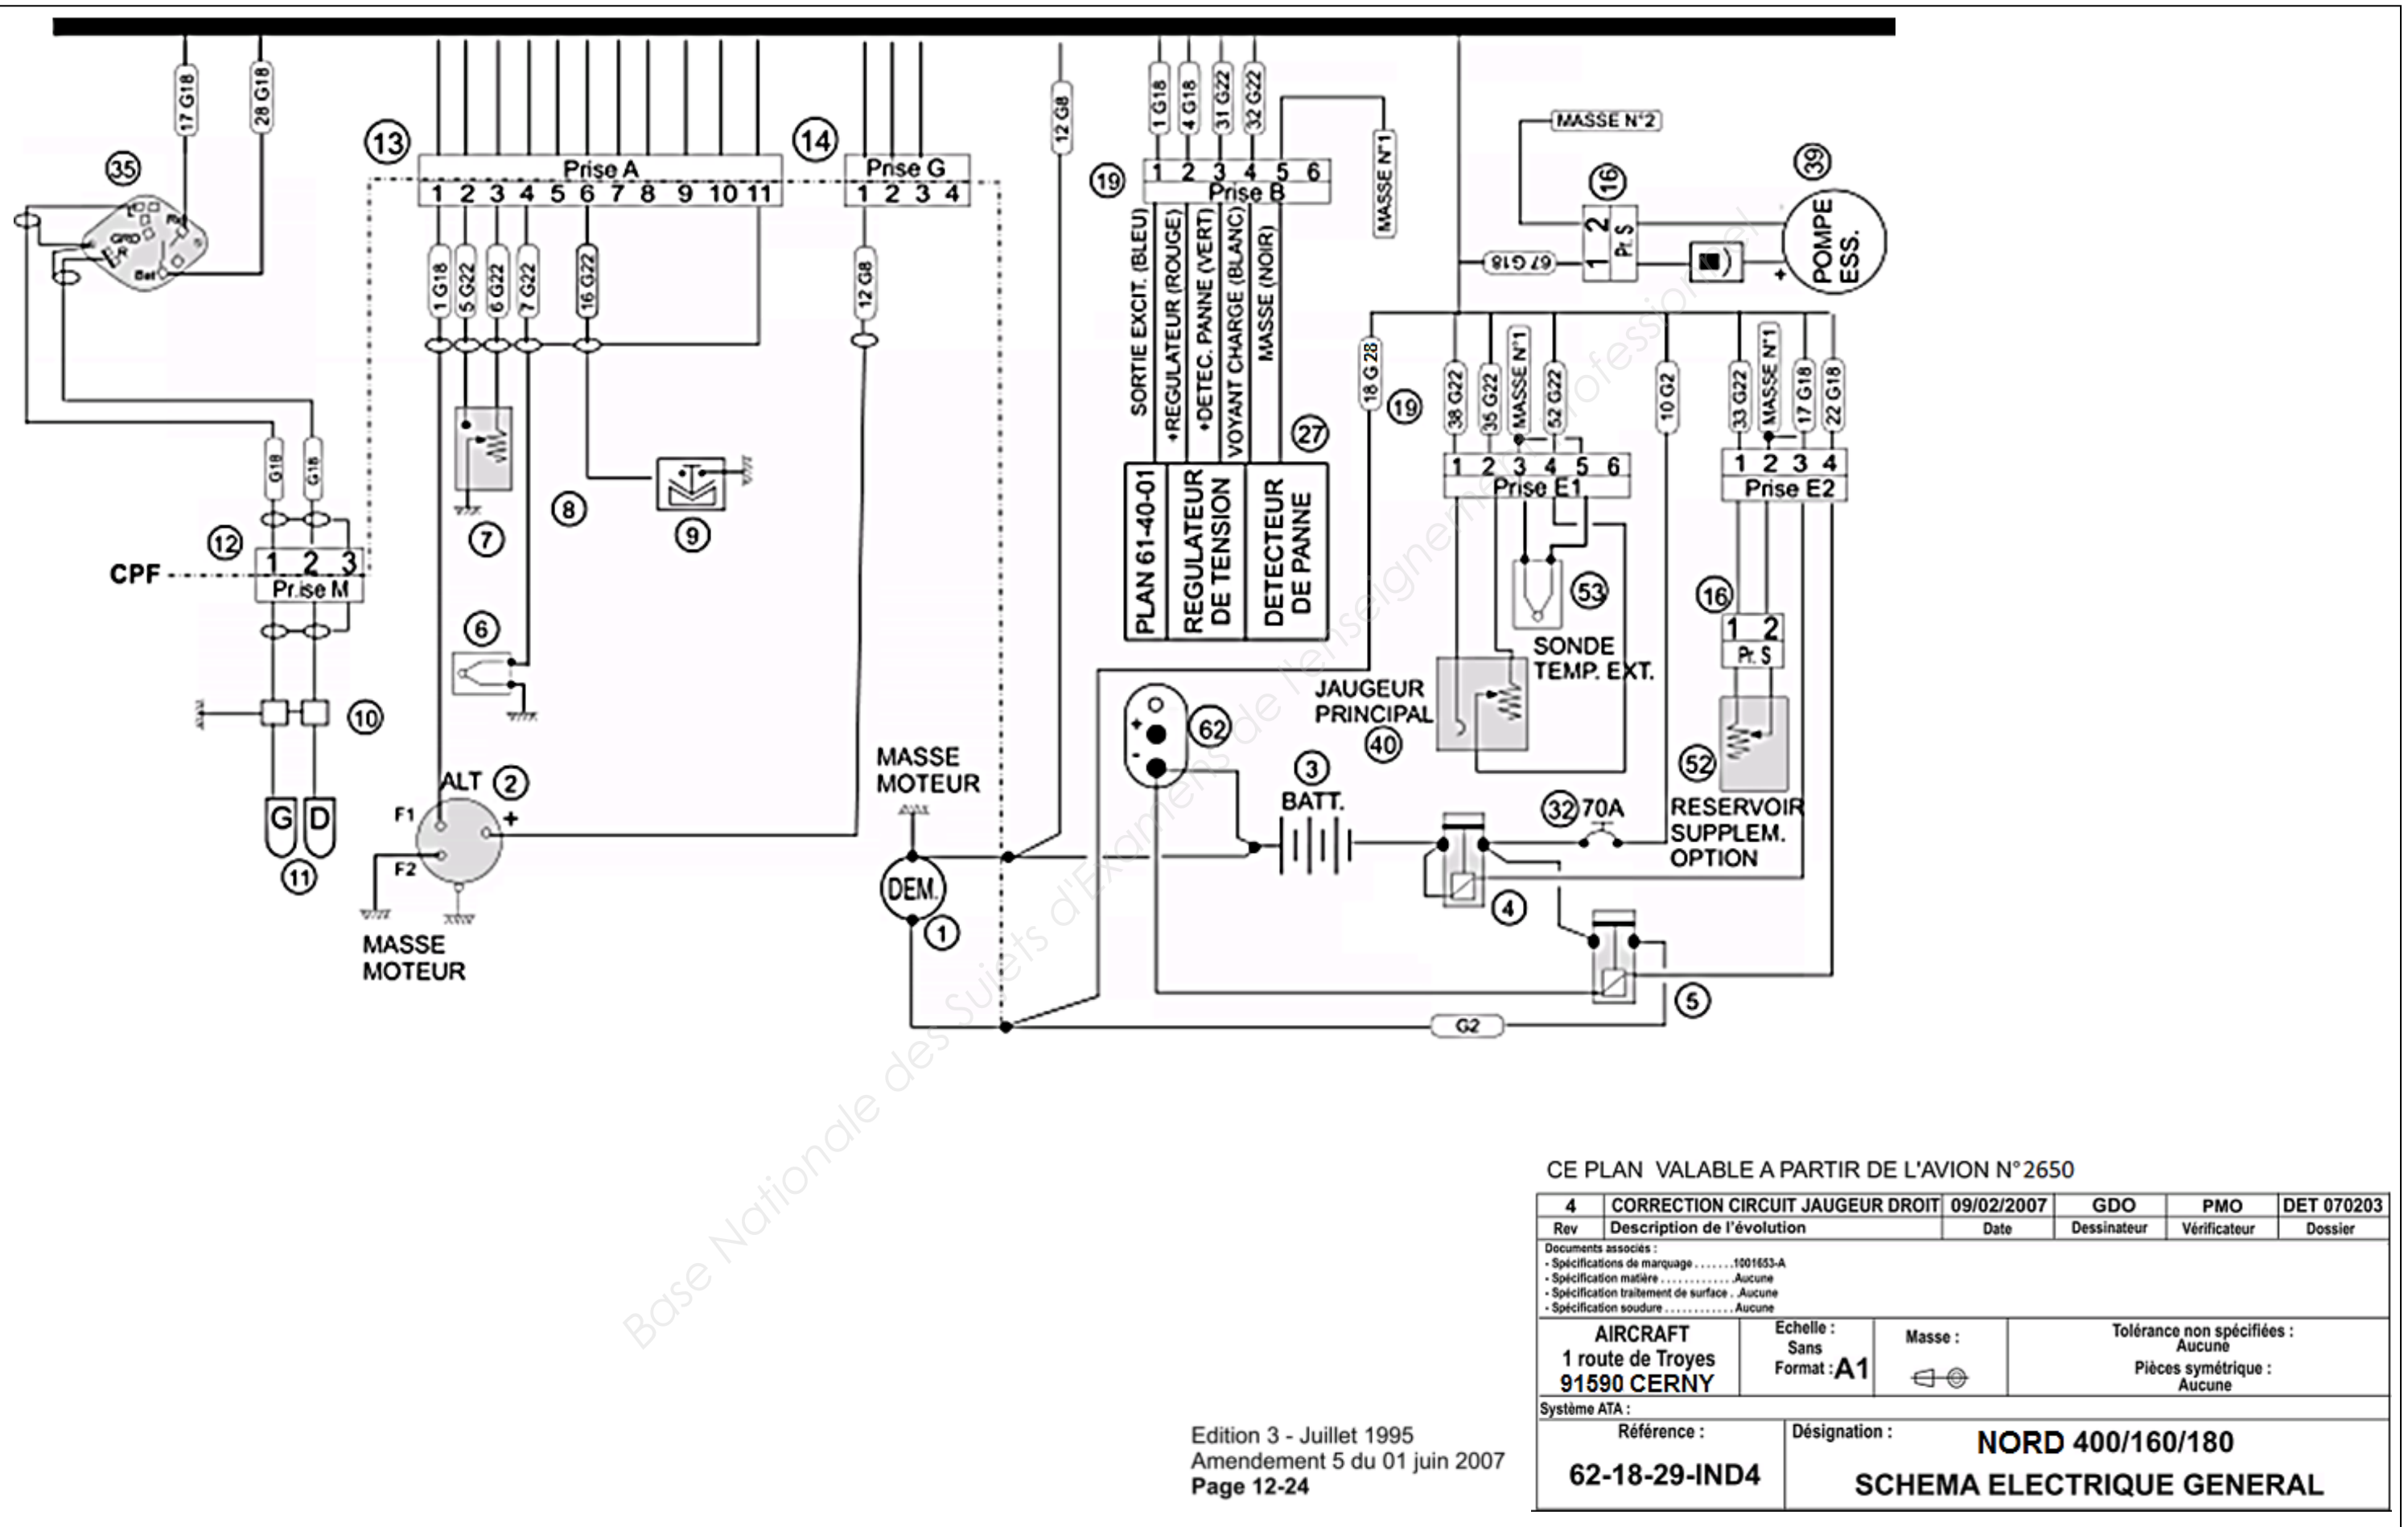 17 G18
28 G18
35
13
Prise A
1 2 3 4 5 6 7 8 9 10 11
14
Prise G
1 2 3 4
12 G8
1 G18
4 G18
31 G22
32 G22
MASSE N°1
19
1 2 3 4 5 6
Prise B
MASSE N°2
16
2
1
Pr. S
39
POMPE
ESS.
+
67 G18
L
GRD
R
Bat
1 G18
5 G22
6 G22
7 G22
16 G22
12 G8
SORTIE EXCIT. (BLEU)
+REGULATEUR (ROUGE)
+DETEC. PANNE (VERT)
VOYANT CHARGE (BLANC)
MASSE (NOIR)
27
PLAN 61-40-01
REGULATEUR
DE TENSION
DETECTEUR
DE PANNE
18 G 28
19
38 G22
35 G22
MASSE N°1
52 G22
10 G2
33 G22
MASSE N°1
17 G18
22 G18
1 2 3 4 5 6
Prise E1
1 2 3 4
Prise E2
G18
G18
12
CPF
1 2 3
Pr.ise M
7
8
9
6
10
G D
11
ALT
2
F1
+
F2
MASSE
MOTEUR
MASSE
MOTEUR
DEM.
1
+
-
62
3
BATT.
53
SONDE
TEMP. EXT.
JAUGEUR
PRINCIPAL
40
16
1 2
Pr. S
52
RESERVOIR
SUPPLEM.
OPTION
32
70A
4
5
G2
Base Nationale des Sujets d'Examens de l'enseignement professionnel
CE PLAN VALABLE A PARTIR DE L'AVION N°2650
4 CORRECTION CIRCUIT JAUGEUR DROIT 09/02/2007 GDO PMO DET 070203
Rev Description de l'évolution Date Dessinateur Vérificateur Dossier
Documents associés :
- Spécifications de marquage .......1001653-A
- Spécification matière .............Aucune
- Spécification traitement de surface . .Aucune
- Spécification soudure ............Aucune
AIRCRAFT
1 route de Troyes
91590 CERNY
Echelle :
Sans
Format : A1
Masse :
Tolérance non spécifiées :
Aucune
Pièces symétrique :
Aucune
Système ATA :
Référence :
62-18-29-IND4
Désignation :
NORD 400/160/180
SCHEMA ELECTRIQUE GENERAL
Edition 3 - Juillet 1995
Amendement 5 du 01 juin 2007
Page 12-24